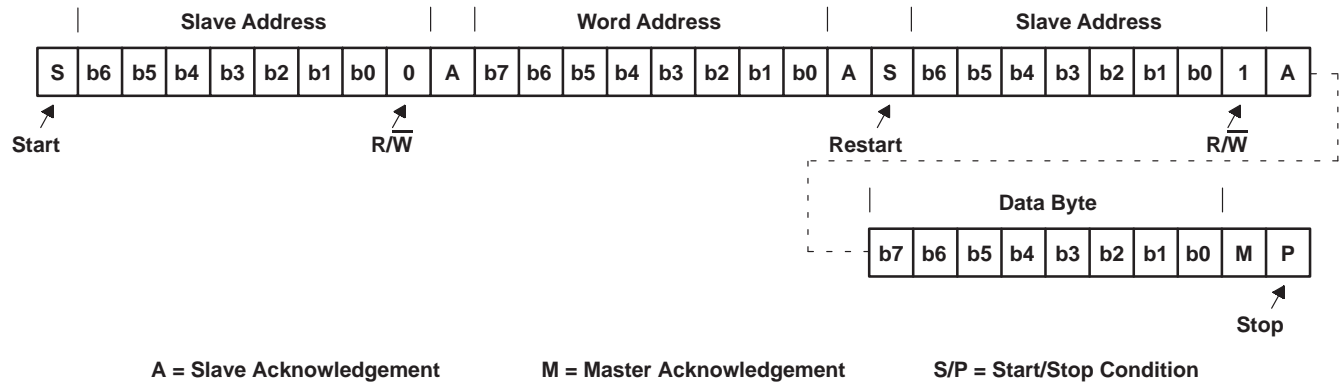 Slave Address Word Address Slave Address
S b6 b5 b4 b3 b2 b1 b0 0 A b7 b6 b5 b4 b3 b2 b1 b0 A S b6 b5 b4 b3 b2 b1 b0 1 A
Start R/W̅ Restart R/W̅
Data Byte
b7 b6 b5 b4 b3 b2 b1 b0 M P
Stop
A = Slave Acknowledgement M = Master Acknowledgement S/P = Start/Stop Condition